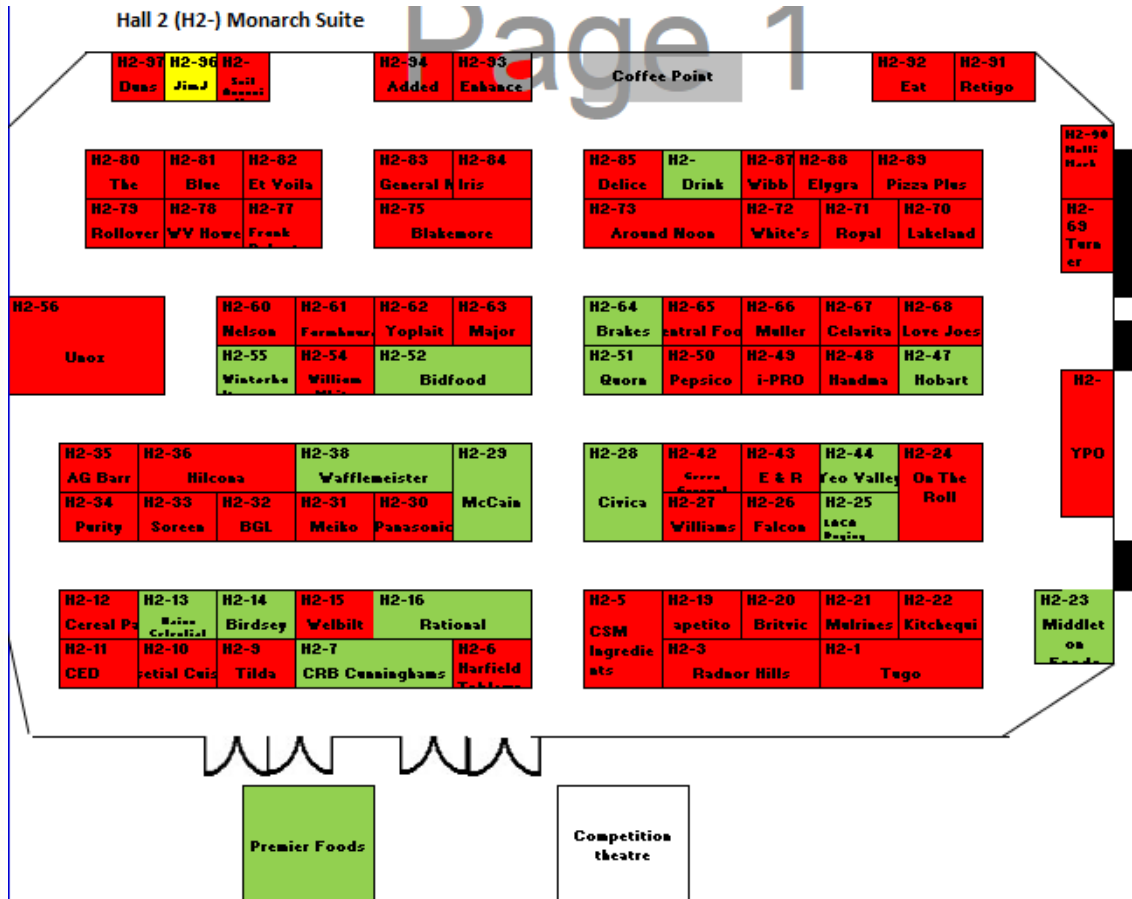 Hall 2 (H2-) Monarch Suite
Page 1
H2-97 H2-96 H2- H2-94 H2-93 H2-92 H2-91
Duns JimJ Added Enhance Coffee Point Eat Retigo
H2-90
H2-80 H2-81 H2-82 H2-83 H2-84 H2-85 H2- H2-87 H2-88 H2-89
The Blue Et Voila General M Iris Delice Drink Wibb Elygra Pizza Plus
H2-79 H2-78 H2-77 H2-75 H2-73 H2-72 H2-71 H2-70 H2-
69
Rollover WV Howe Frank Blakemore Around Noon White's Royal Lakeland Turn
er
H2-56 H2-60 H2-61 H2-62 H2-63 H2-64 H2-65 H2-66 H2-67 H2-68
Nelson Yoplait Major Brakes entral Foo Muller Celavita Love Joes
Unox H2-55 H2-54 H2-52 H2-51 H2-50 H2-49 H2-48 H2-47
William Bidfood Quorn Pepsico i-PRO Handma Hobart
H2-
YPO
H2-35 H2-36 H2-38 H2-29 H2-28 H2-42 H2-43 H2-44 H2-24
AG Barr Hilcona Wafflemeister E & R Yeo Valley On The
Roll
H2-34 H2-33 H2-32 H2-31 H2-30 McCain Civica H2-27 H2-26 H2-25
Purity Soreen BGL Meiko Panasonic Williams Falcon
H2-12 H2-13 H2-14 H2-15 H2-16 H2-5 H2-19 H2-20 H2-21 H2-22 H2-23
Cereal Pa Birdsey Welbilt Rational CSM apetito Britvic Mulrines Kitchequi Middlet
on
Ingredie
nts
H2-11 H2-10 H2-9 H2-7 H2-6 H2-3 H2-1
CED Tilda CRB Cunninghams Harfield Radnor Hills Tugo
Premier Foods
Competition
theatre